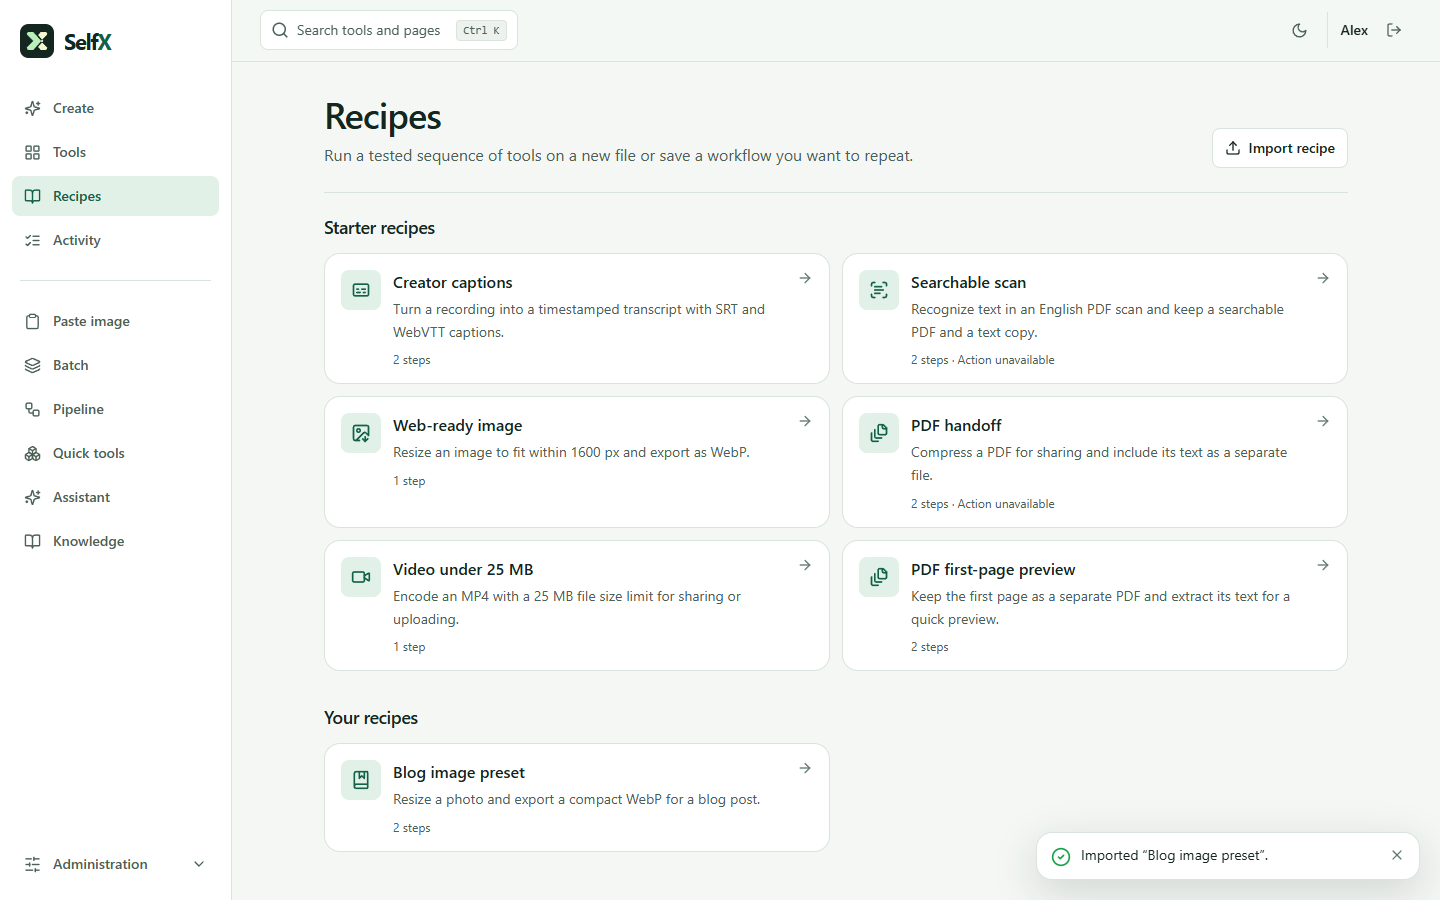 SelfX
Search tools and pages
Ctrl K
Alex
Create
Tools
Recipes
Activity
Paste image
Batch
Pipeline
Quick tools
Assistant
Knowledge
Administration
Recipes
Run a tested sequence of tools on a new file or save a workflow you want to repeat.
Import recipe
Starter recipes
Creator captions
Turn a recording into a timestamped transcript with SRT and
WebVTT captions.
2 steps
Searchable scan
Recognize text in an English PDF scan and keep a searchable
PDF and a text copy.
2 steps · Action unavailable
Web-ready image
Resize an image to fit within 1600 px and export as WebP.
1 step
PDF handoff
Compress a PDF for sharing and include its text as a separate
file.
2 steps · Action unavailable
Video under 25 MB
Encode an MP4 with a 25 MB file size limit for sharing or
uploading.
1 step
PDF first-page preview
Keep the first page as a separate PDF and extract its text for a
quick preview.
2 steps
Your recipes
Blog image preset
Resize a photo and export a compact WebP for a blog post.
2 steps
Imported “Blog image preset”.